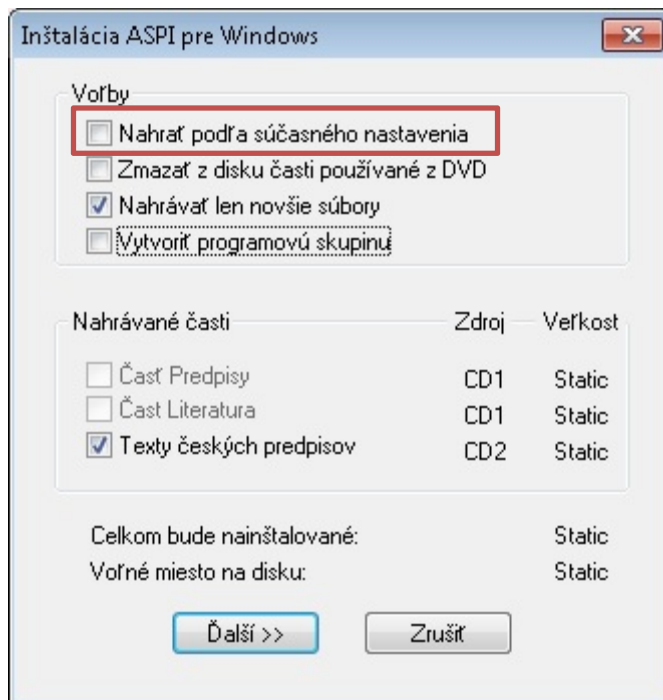 Inštalácia ASPI pre Windows
Voľby
Nahrať podľa súčasného nastavenia
Zmazať z disku časti používané z DVD
Nahrávať len novšie súbory
Vytvoriť programovú skupinu
Nahrávané časti Zdroj Veľkost
Časť Predpisy CD1 Static
Čast Literatura CD1 Static
Texty českých predpisov CD2 Static
Celkom bude nainštalované: Static
Voľné miesto na disku: Static
Ďalší >> Zrušiť